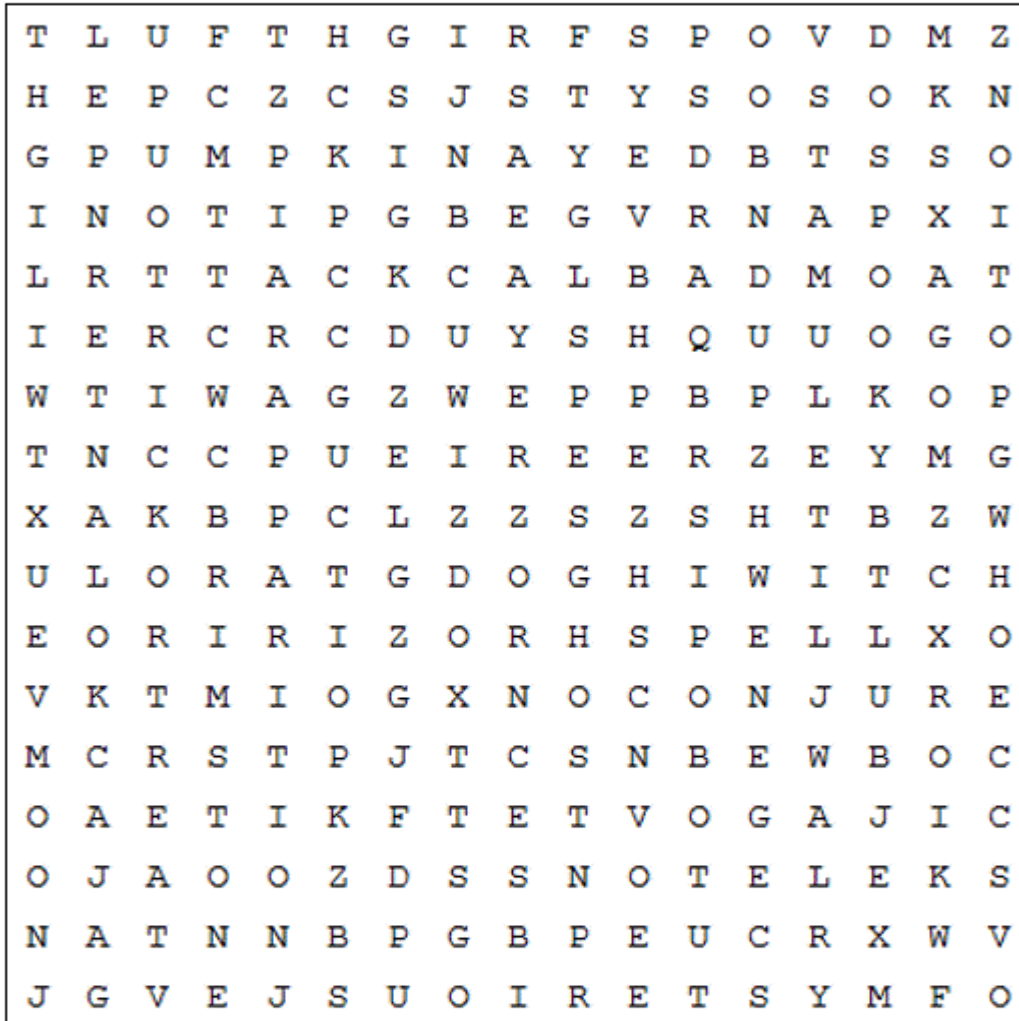 T L U F T H G I R F S P O V D M Z
H E P C Z C S J S T Y S O S O K N
G P U M P K I N A Y E D B T S S O
I N O T I P G B E G V R N A P X I
L R T T A C K C A L B A D M O A T
I E R C R C D U Y S H Q U U O G O
W T I W A G Z W E P P B P L K O P
T N C C P U E I R E E R Z E Y M G
X A K B P C L Z Z S Z S H T B Z W
U L O R A T G D O G H I W I T C H
E O R I R I Z O R H S P E L L X O
V K T M I O G X N O C O N J U R E
M C R S T P J T C S N B E W B O C
O A E T I K F T E T V O G A J I C
O J A O O Z D S S N O T E L E K S
N A T N N B P G B P E U C R X W V
J G V E J S U O I R E T S Y M F O